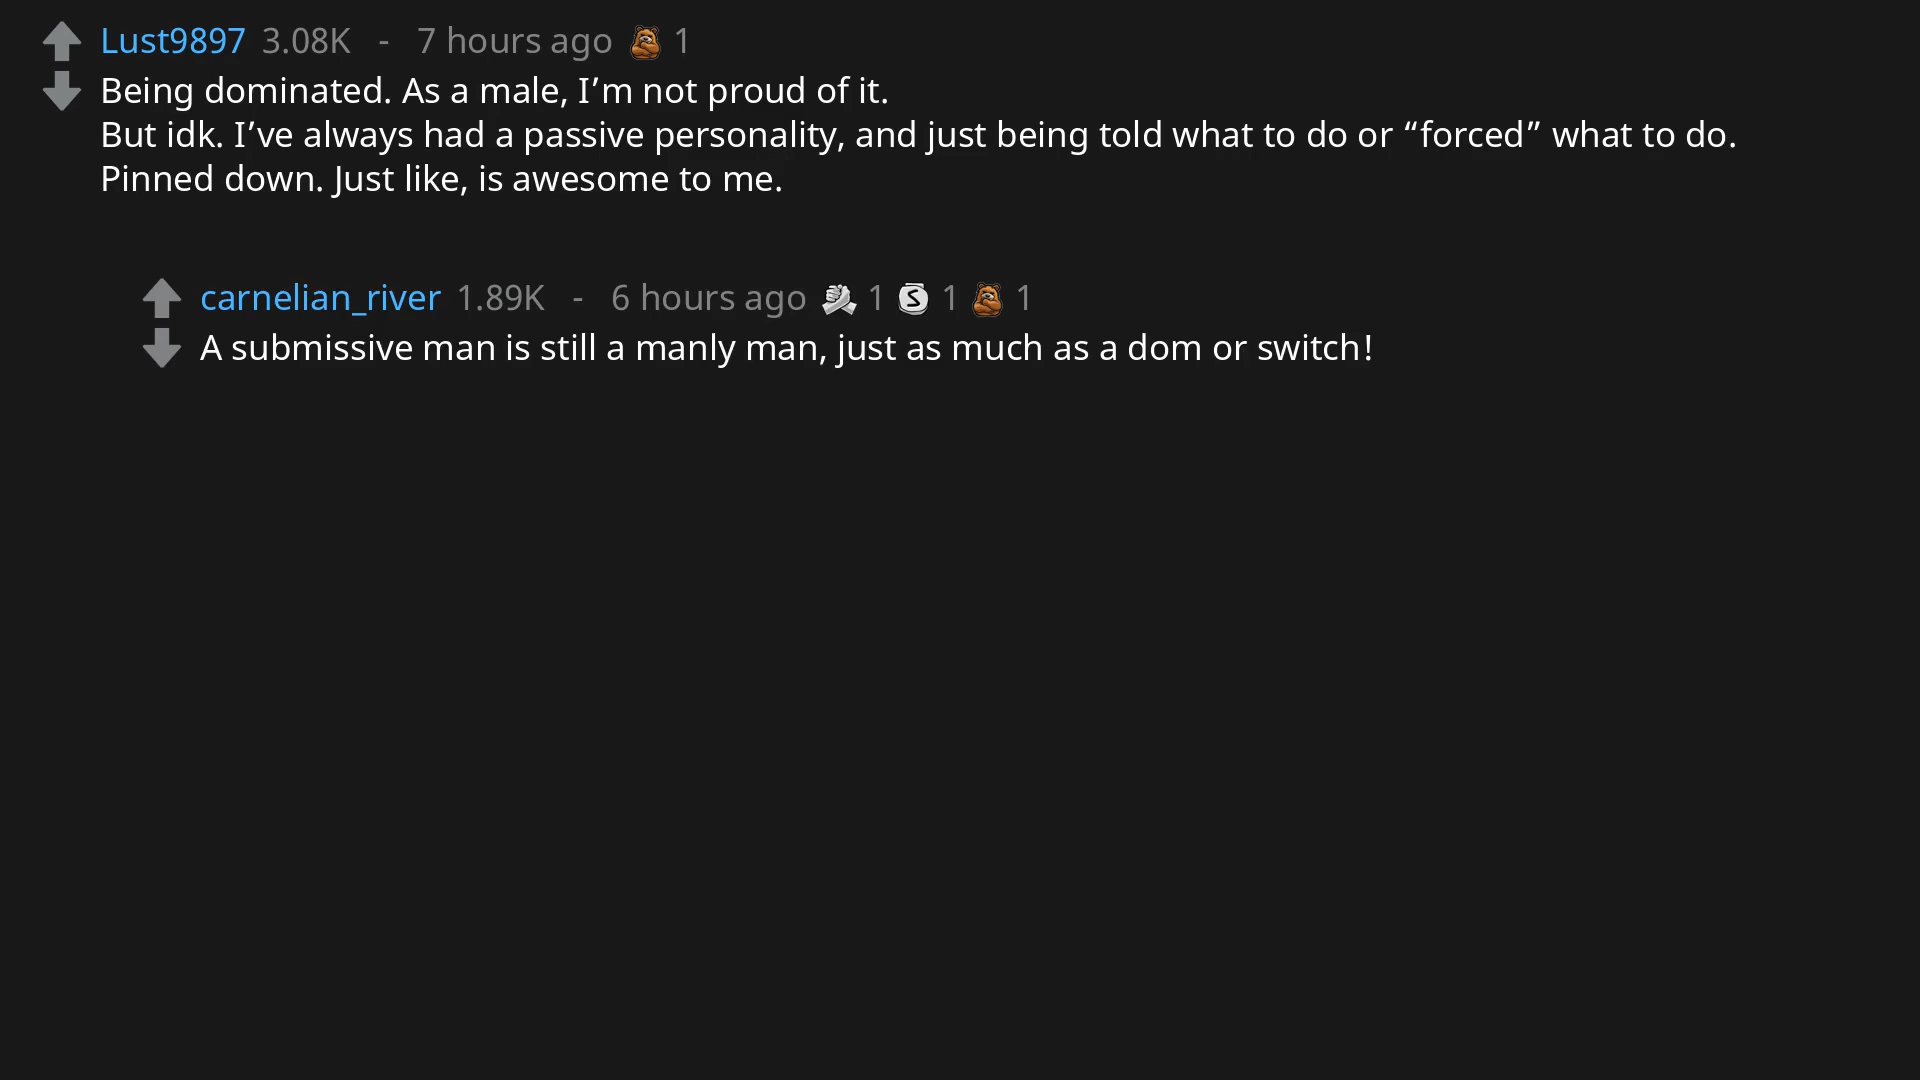 Lust9897 3.08K - 7 hours ago 1
Being dominated. As a male, I’m not proud of it.
But idk. I’ve always had a passive personality, and just being told what to do or “forced” what to do.
Pinned down. Just like, is awesome to me.
carnelian_river 1.89K - 6 hours ago 1 S 1 1
A submissive man is still a manly man, just as much as a dom or switch!